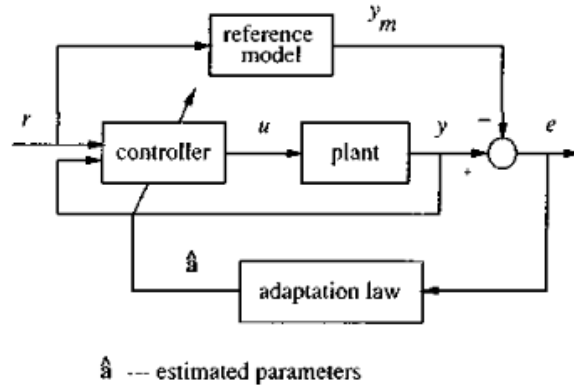 reference
model
y_m
r
controller
u
plant
y
−
+
e
â
adaptation law
â --- estimated parameters